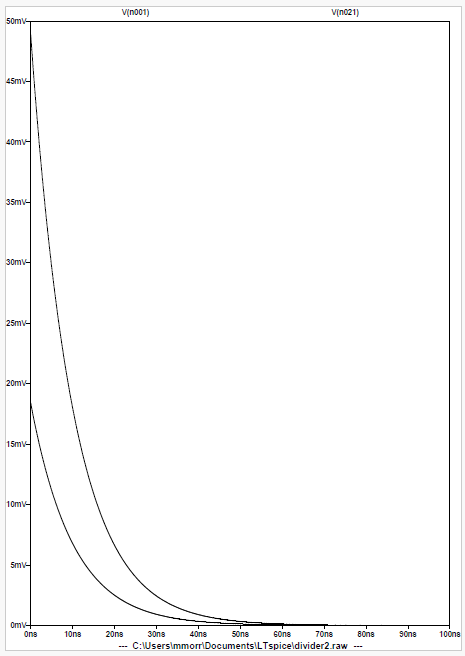 V(n001) V(n021)
50mV
45mV
40mV
35mV
30mV
25mV
20mV
15mV
10mV
5mV
0mV
0ns 10ns 20ns 30ns 40ns 50ns 60ns 70ns 80ns 90ns 100ns
--- C:\Users\mmorr\Documents\LTspice\divider2.raw ---